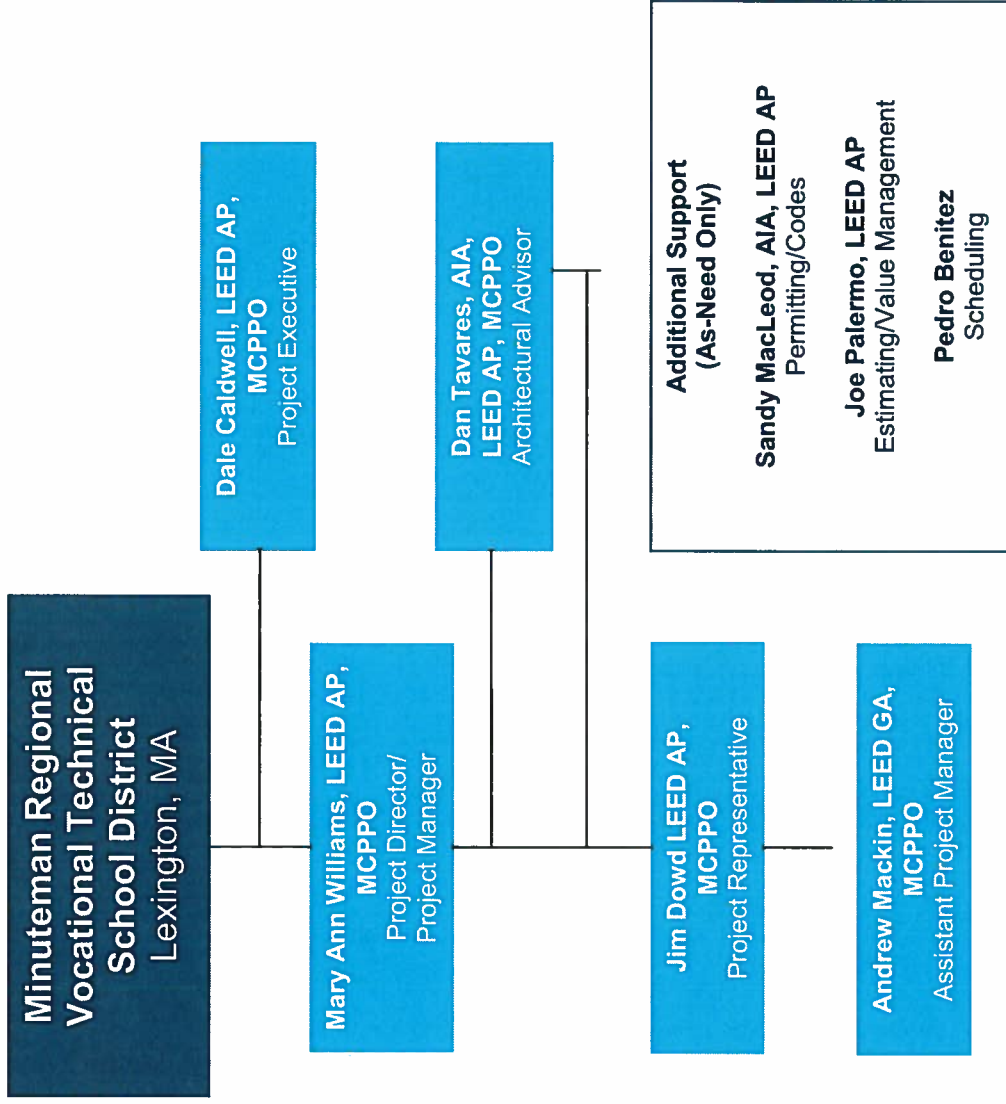 Minuteman Regional
Vocational Technical
School District
Lexington, MA
Dale Caldwell, LEED AP,
MCPPO
Project Executive
Mary Ann Williams, LEED AP,
MCPPO
Project Director/
Project Manager
Dan Tavares, AIA,
LEED AP, MCPPO
Architectural Advisor
Jim Dowd LEED AP,
MCPPO
Project Representative
Andrew Mackin, LEED GA,
MCPPO
Assistant Project Manager
Additional Support
(As-Need Only)
Sandy MacLeod, AIA, LEED AP
Permitting/Codes
Joe Palermo, LEED AP
Estimating/Value Management
Pedro Benitez
Scheduling